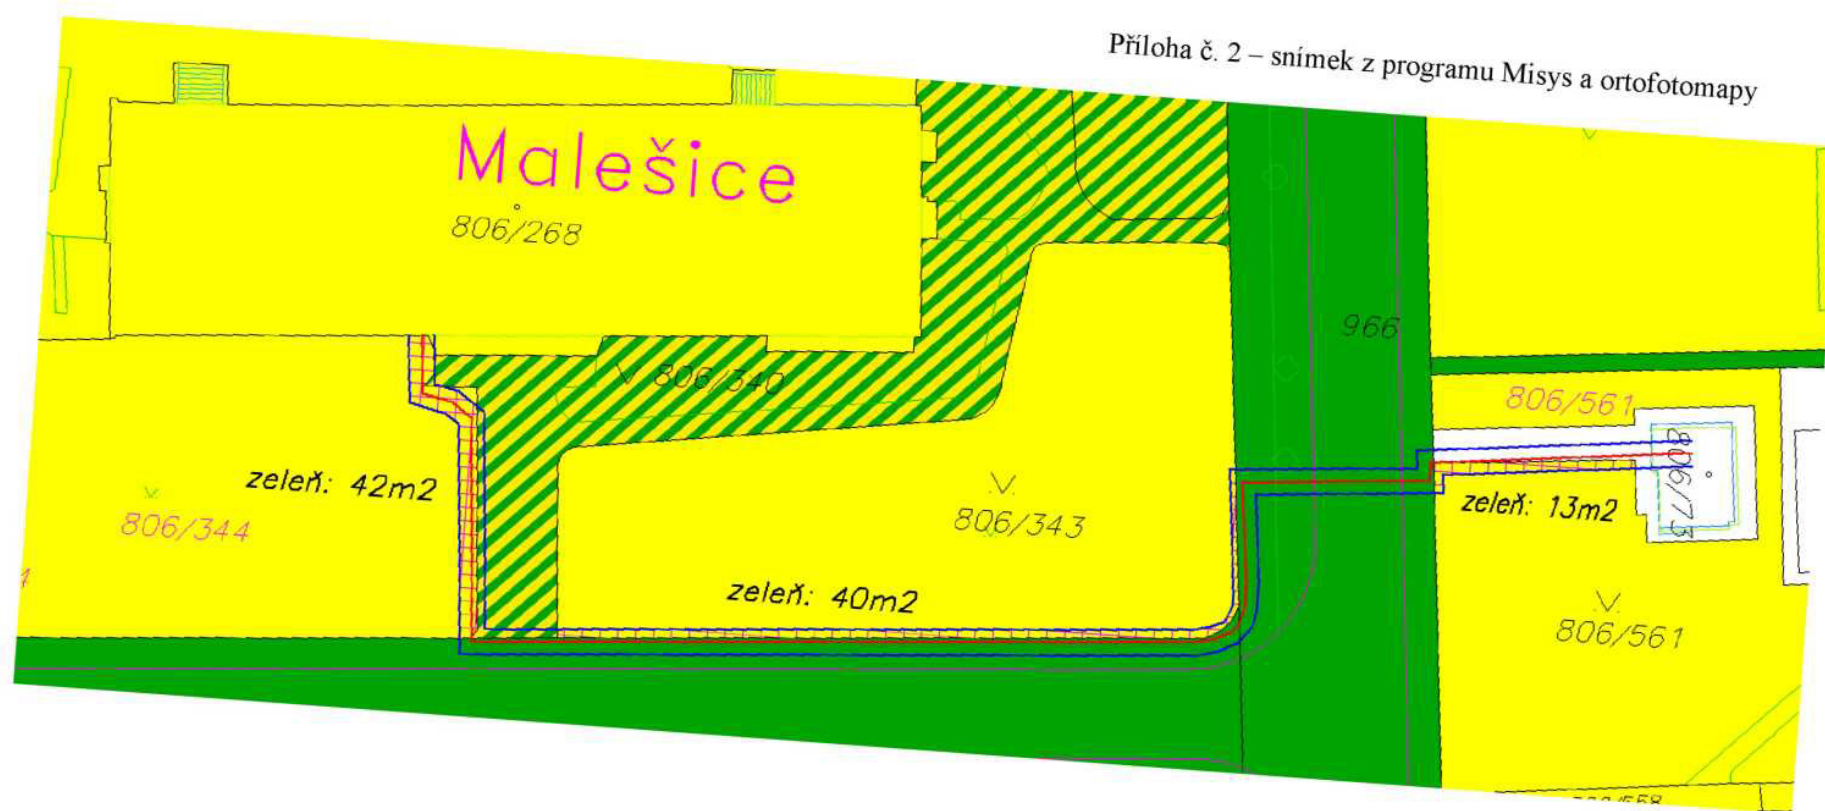 Příloha č. 2 – snímek z programu Misys a ortofotomapy
Malešice
806/268
966
806/340
806/561
zeleň: 42m2
806/344
806/343
806/73
zeleň: 13m2
zeleň: 40m2
806/561